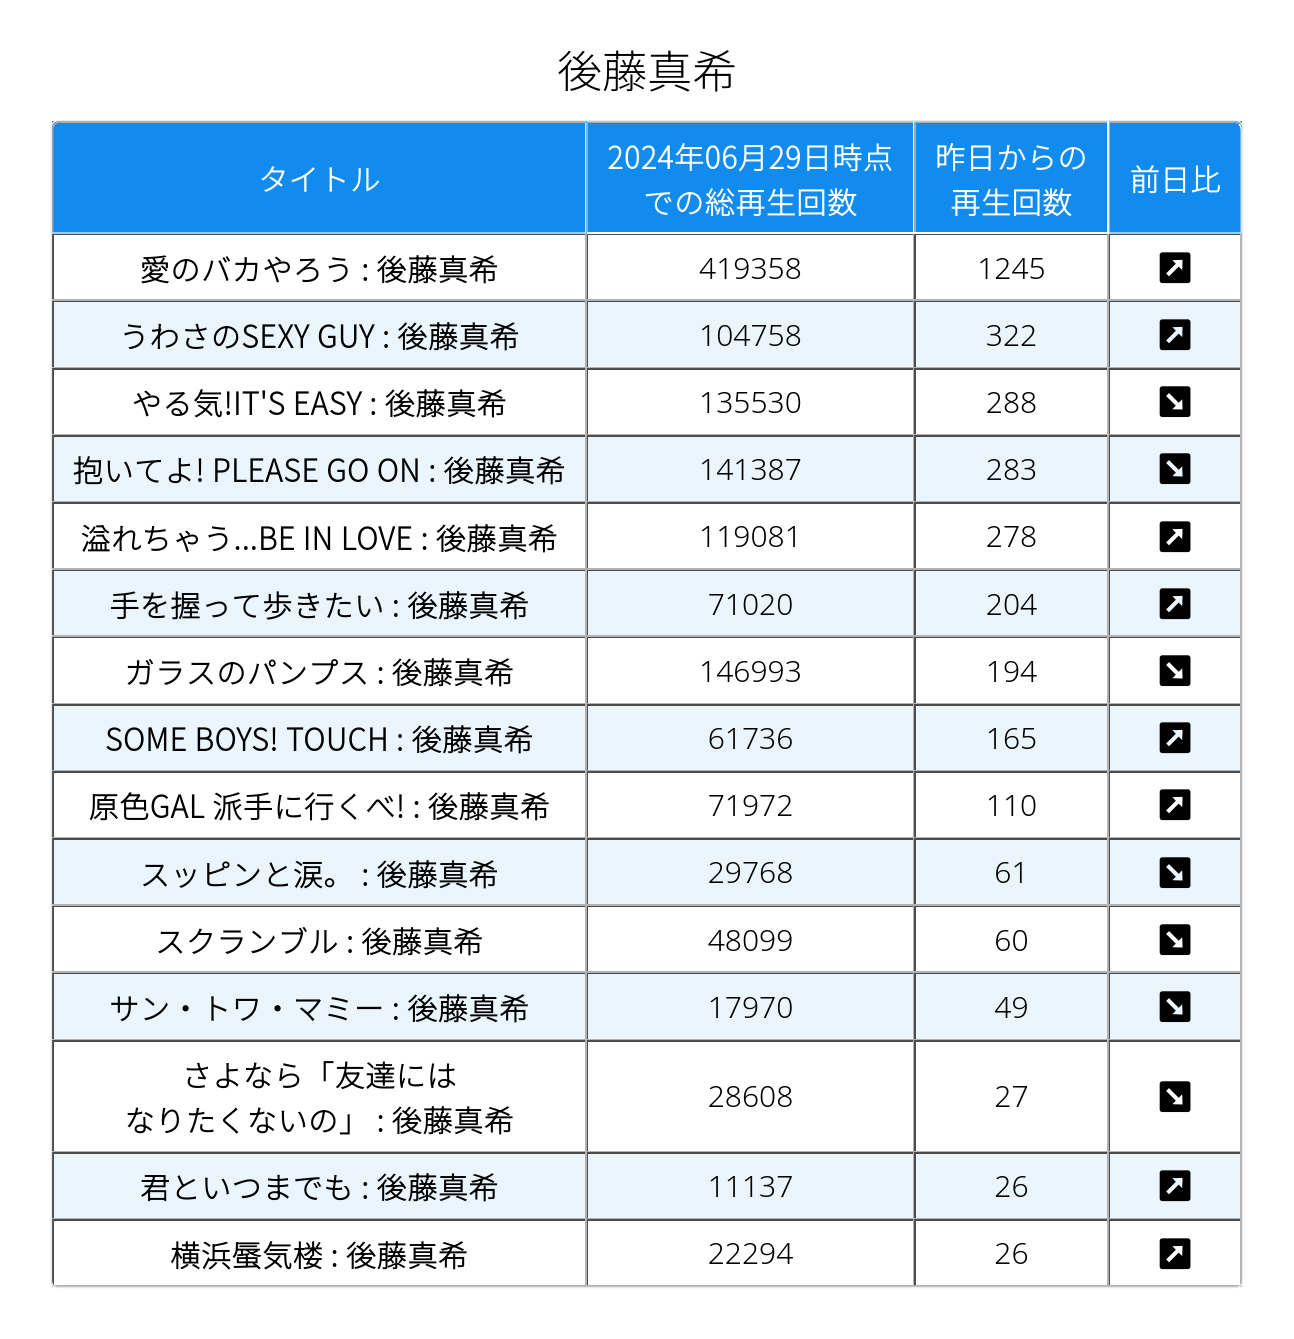 後藤真希
タイトル 2024年06月29日時点での総再生回数 昨日からの再生回数 前日比
愛のバカやろう : 後藤真希 419358 1245 ↗
うわさのSEXY GUY : 後藤真希 104758 322 ↗
やる気!IT'S EASY : 後藤真希 135530 288 ↘
抱いてよ! PLEASE GO ON : 後藤真希 141387 283 ↘
溢れちゃう...BE IN LOVE : 後藤真希 119081 278 ↗
手を握って歩きたい : 後藤真希 71020 204 ↗
ガラスのパンプス : 後藤真希 146993 194 ↘
SOME BOYS! TOUCH : 後藤真希 61736 165 ↗
原色GAL 派手に行くべ! : 後藤真希 71972 110 ↗
スッピンと涙。 : 後藤真希 29768 61 ↘
スクランブル : 後藤真希 48099 60 ↘
サン・トワ・マミー : 後藤真希 17970 49 ↘
さよなら「友達には
なりたくないの」 : 後藤真希 28608 27 ↘
君といつまでも : 後藤真希 11137 26 ↗
横浜蜃気楼 : 後藤真希 22294 26 ↗